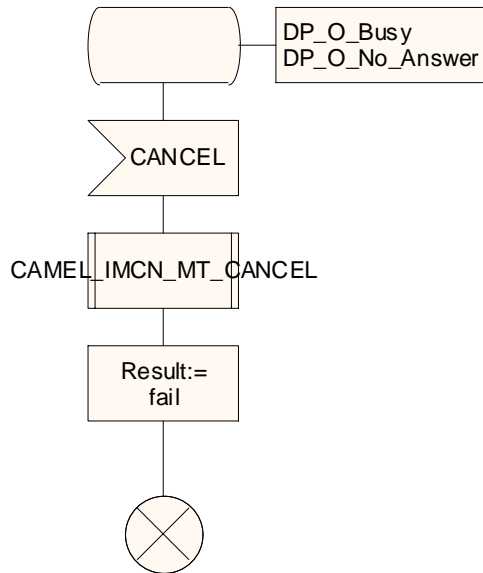 DP_O_Busy
DP_O_No_Answer
CANCEL
CAMEL_IMCN_MT_CANCEL
Result:=
fail